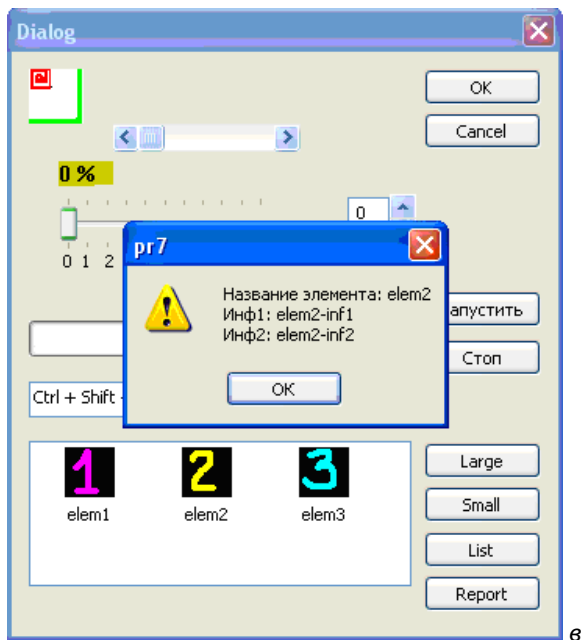 Dialog
OK
Cancel
0 %
0
0 1 2
pr7
Название элемента: elem2
Инф1: elem2-inf1
Инф2: elem2-inf2
OK
апустить
Стоп
Ctrl + Shift
1 2 3
elem1 elem2 elem3
Large
Small
List
Report
в